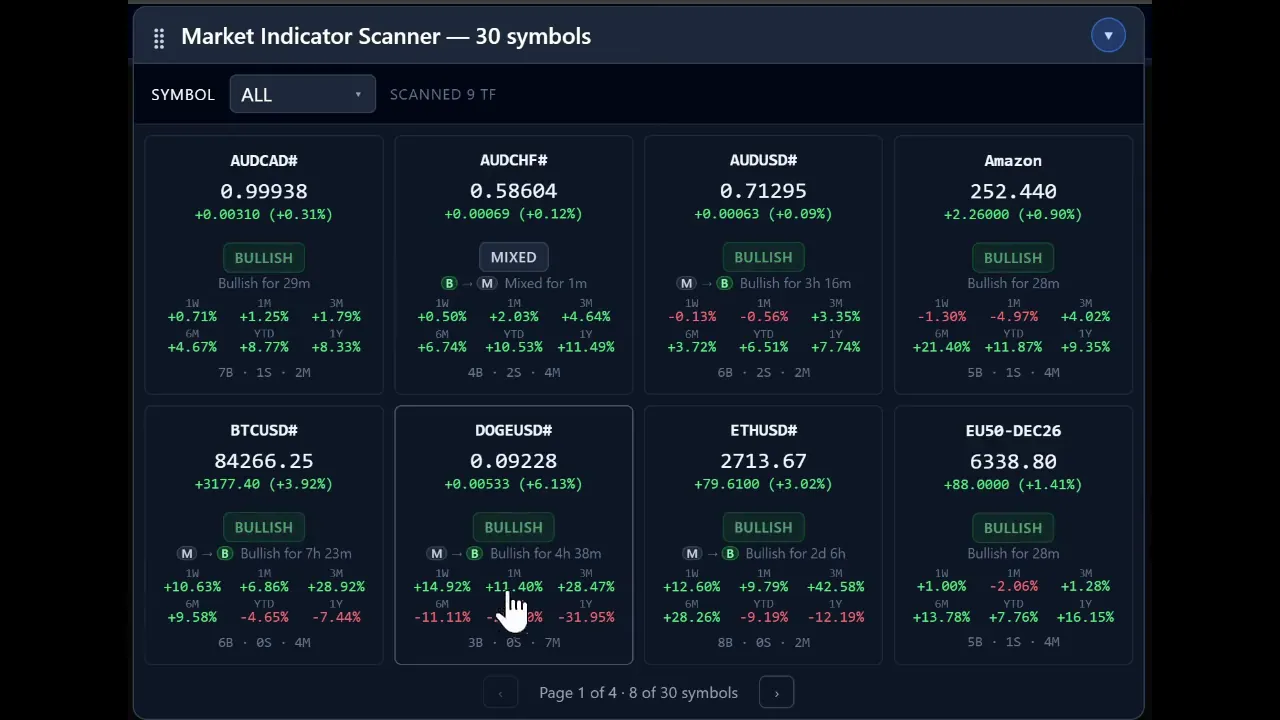 Market Indicator Scanner — 30 symbols
SYMBOL ALL SCANNED 9 TF
AUDCAD#
0.99938
+0.00310 (+0.31%)
BULLISH
Bullish for 29m
1W 1M 3M
+0.71% +1.25% +1.79%
6M YTD 1Y
+4.67% +8.77% +8.33%
7B · 1S · 2M
AUDCHF#
0.58604
+0.00069 (+0.12%)
MIXED
B → M Mixed for 1m
1W 1M 3M
+0.50% +2.03% +4.64%
6M YTD 1Y
+6.74% +10.53% +11.49%
4B · 2S · 4M
AUDUSD#
0.71295
+0.00063 (+0.09%)
BULLISH
M → B Bullish for 3h 16m
1W 1M 3M
-0.13% -0.56% +3.35%
6M YTD 1Y
+3.72% +6.51% +7.74%
6B · 2S · 2M
Amazon
252.440
+2.26000 (+0.90%)
BULLISH
Bullish for 28m
1W 1M 3M
-1.30% -4.97% +4.02%
6M YTD 1Y
+21.40% +11.87% +9.35%
5B · 1S · 4M
BTCUSD#
84266.25
+3177.40 (+3.92%)
BULLISH
M → B Bullish for 7h 23m
1W 1M 3M
+10.63% +6.86% +28.92%
6M YTD 1Y
+9.58% -4.65% -7.44%
6B · 0S · 4M
DOGEUSD#
0.09228
+0.00533 (+6.13%)
BULLISH
M → B Bullish for 4h 38m
1W 1M 3M
+14.92% +11.40% +28.47%
6M 1Y
-11.11% -31.95%
3B · 0S · 7M
ETHUSD#
2713.67
+79.6100 (+3.02%)
BULLISH
M → B Bullish for 2d 6h
1W 1M 3M
+12.60% +9.79% +42.58%
6M YTD 1Y
+28.26% -9.19% -12.19%
8B · 0S · 2M
EU50-DEC26
6338.80
+88.0000 (+1.41%)
BULLISH
Bullish for 28m
1W 1M 3M
+1.00% -2.06% +1.28%
6M YTD 1Y
+13.78% +7.76% +16.15%
5B · 1S · 4M
‹ Page 1 of 4 · 8 of 30 symbols ›